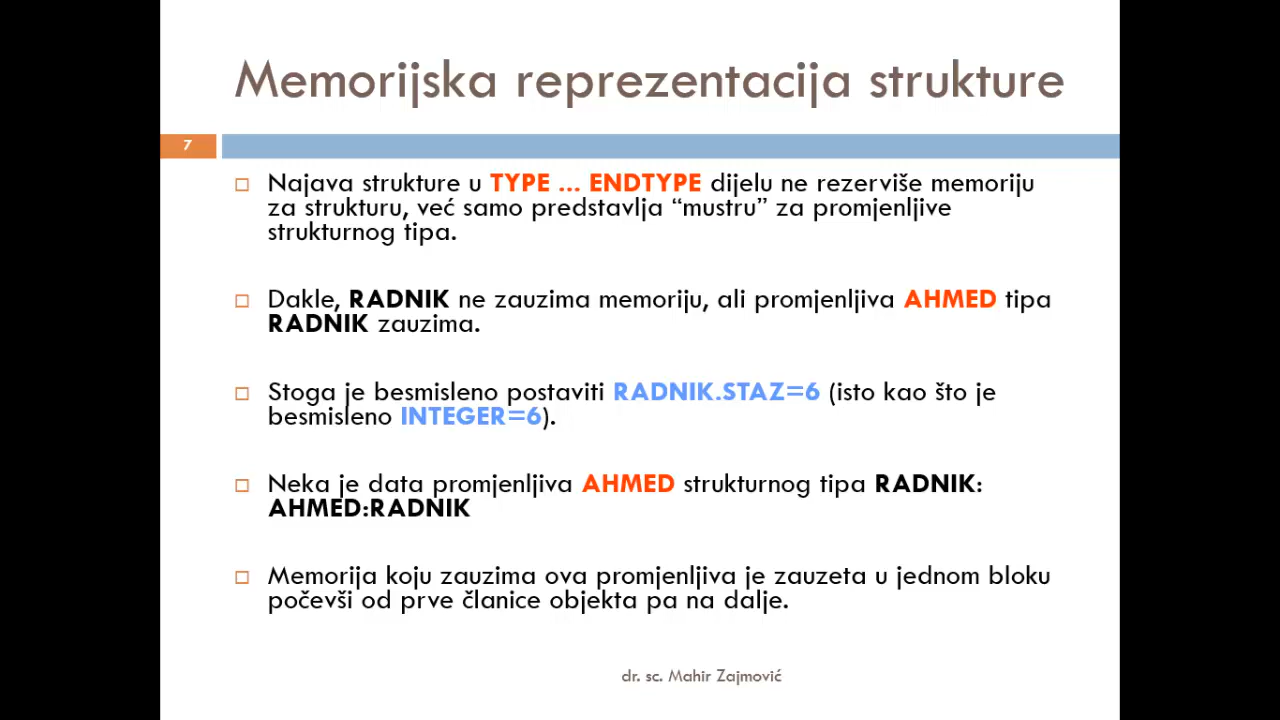 Memorijska reprezentacija strukture
7
Najava strukture u TYPE ... ENDTYPE dijelu ne rezerviše memoriju
za strukturu, već samo predstavlja “mustru” za promjenljive
strukturnog tipa.
Dakle, RADNIK ne zauzima memoriju, ali promjenljiva AHMED tipa
RADNIK zauzima.
Stoga je besmisleno postaviti RADNIK.STAZ=6 (isto kao što je
besmisleno INTEGER=6).
Neka je data promjenljiva AHMED strukturnog tipa RADNIK:
AHMED:RADNIK
Memorija koju zauzima ova promjenljiva je zauzeta u jednom bloku
počevši od prve članice objekta pa na dalje.
dr. sc. Mahir Zajmović